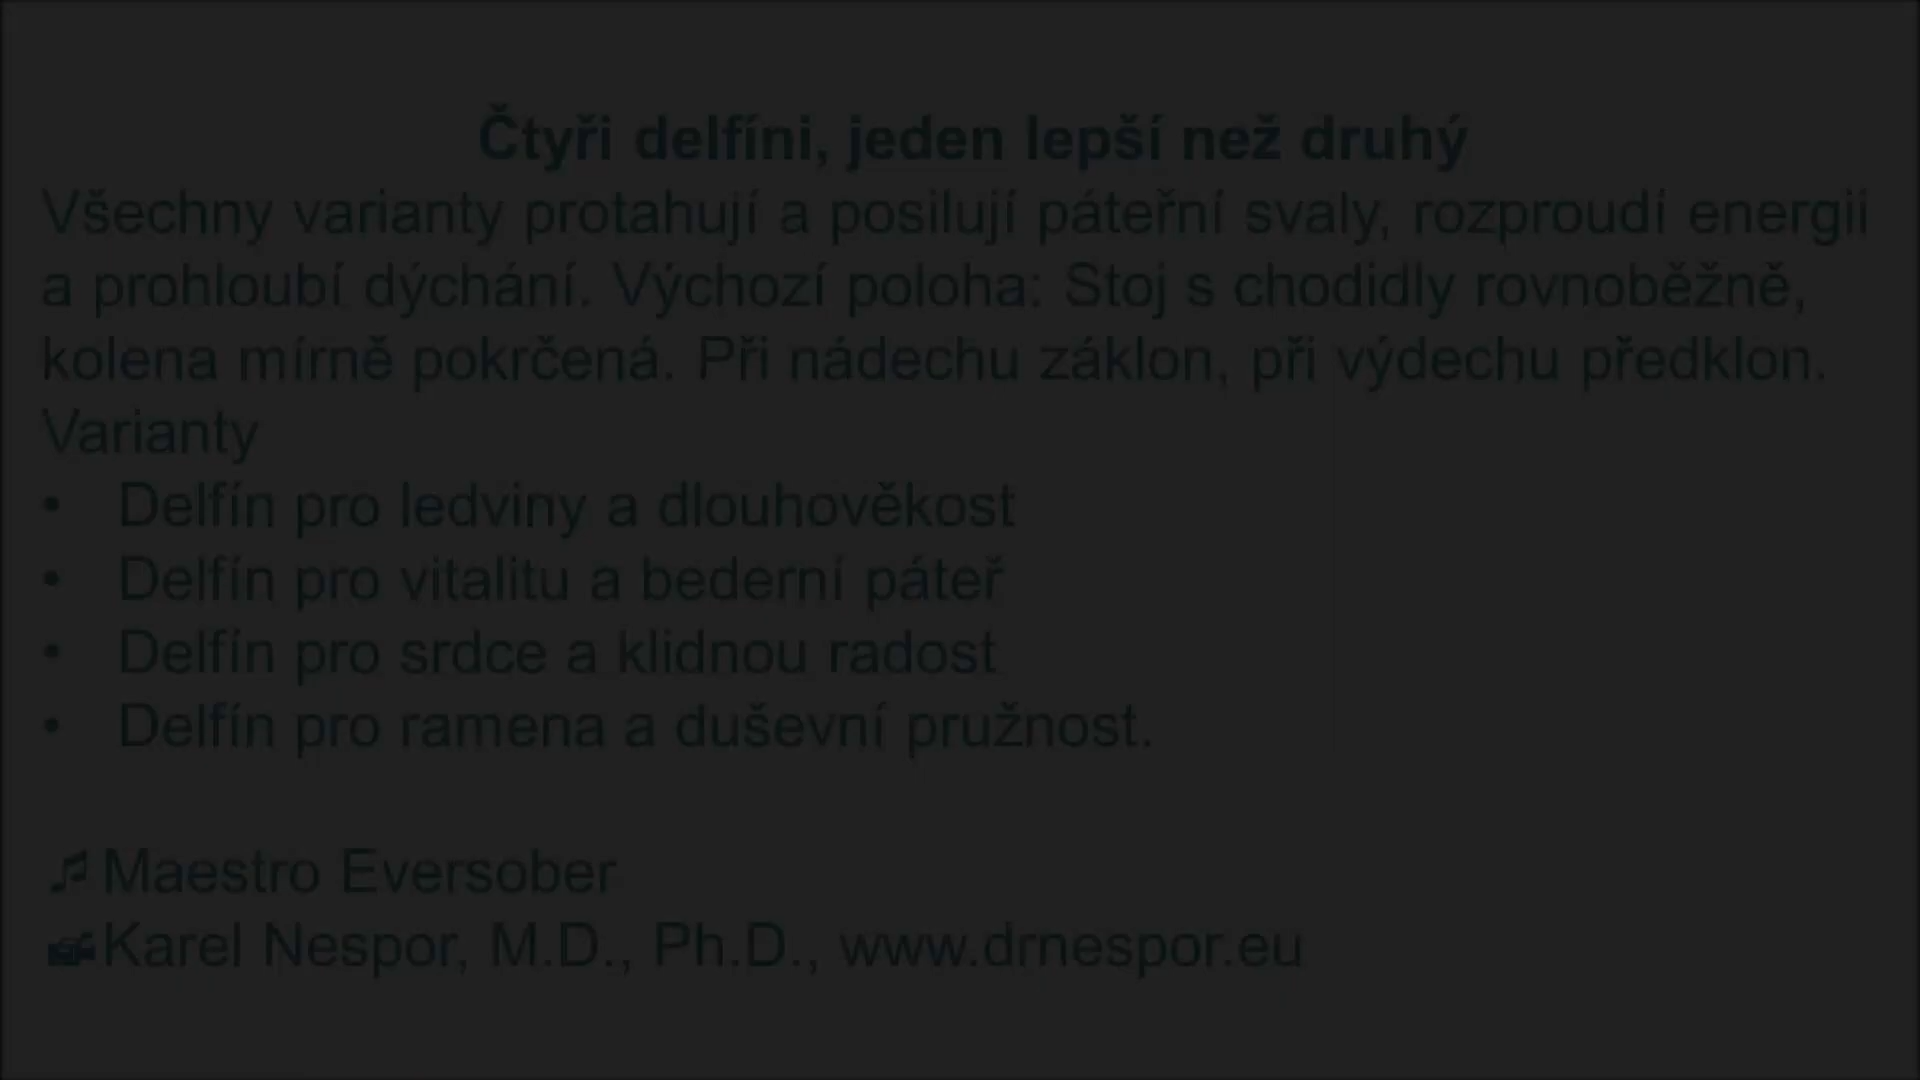 Čtyři delfíni, jeden lepší než druhý
Všechny varianty protahují a posilují páteřní svaly, rozproudí energii
a prohloubí dýchání. Výchozí poloha: Stoj s chodidly rovnoběžně,
kolena mírně pokrčená. Při nádechu záklon, při výdechu předklon.
Varianty
• Delfín pro ledviny a dlouhověkost
• Delfín pro vitalitu a bederní páteř
• Delfín pro srdce a klidnou radost
• Delfín pro ramena a duševní pružnost.
Maestro Eversober
Karel Nespor, M.D., Ph.D., www.drnespor.eu